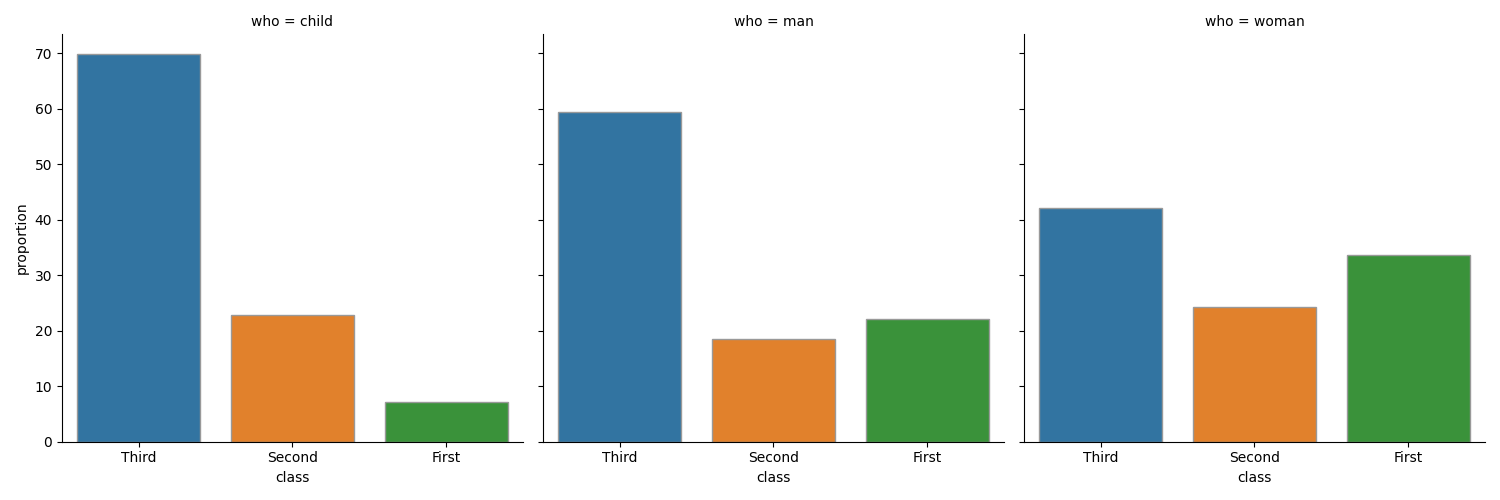 who = child
who = man
who = woman
70
60
50
40
30
20
10
0
proportion
Third Second First
class
Third Second First
class
Third Second First
class